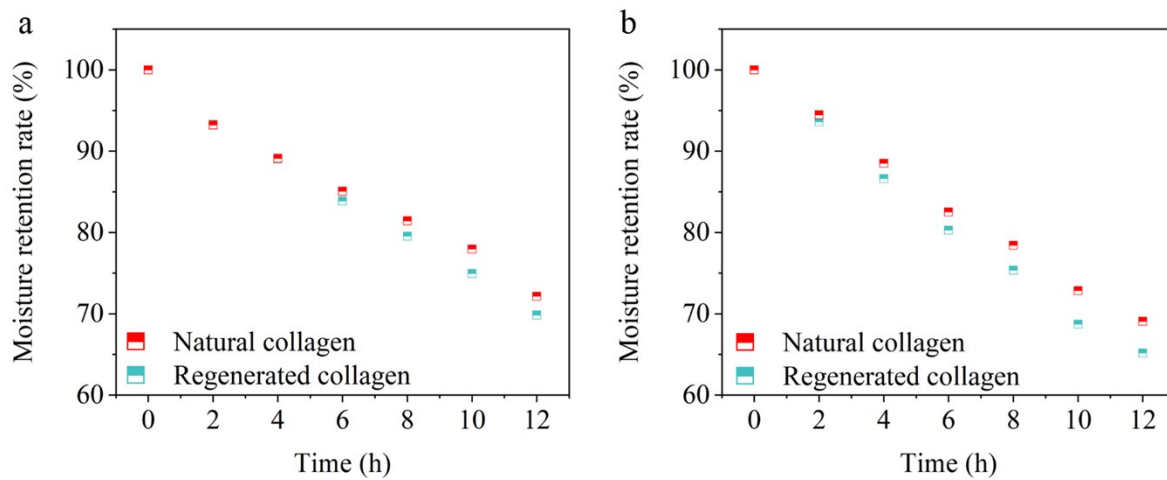 a
Moisture retention rate (%)
100
90
80
70
60
Natural collagen
Regenerated collagen
0 2 4 6 8 10 12
Time (h)
b
Moisture retention rate (%)
100
90
80
70
60
Natural collagen
Regenerated collagen
0 2 4 6 8 10 12
Time (h)